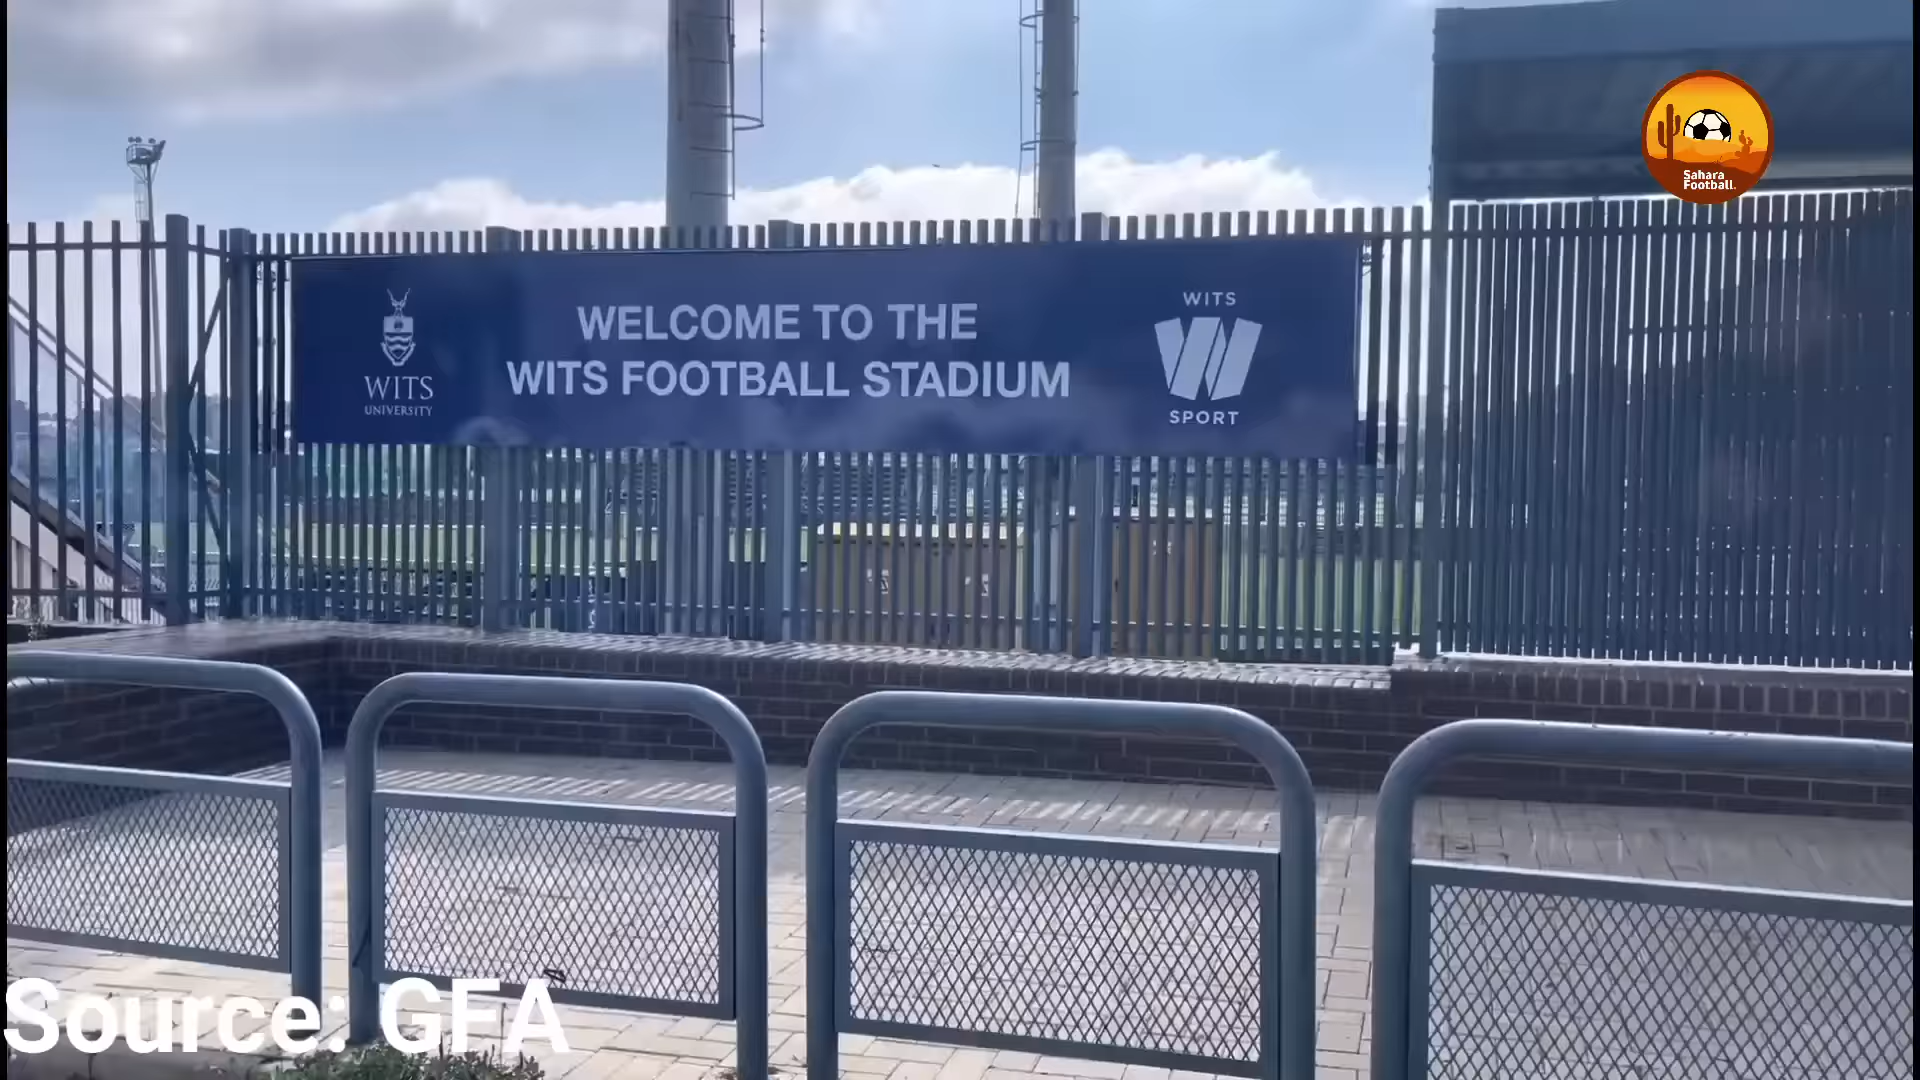 Sahara
Football.
WITS
UNIVERSITY
WELCOME TO THE
WITS FOOTBALL STADIUM
WITS
W
SPORT
Source: GFA